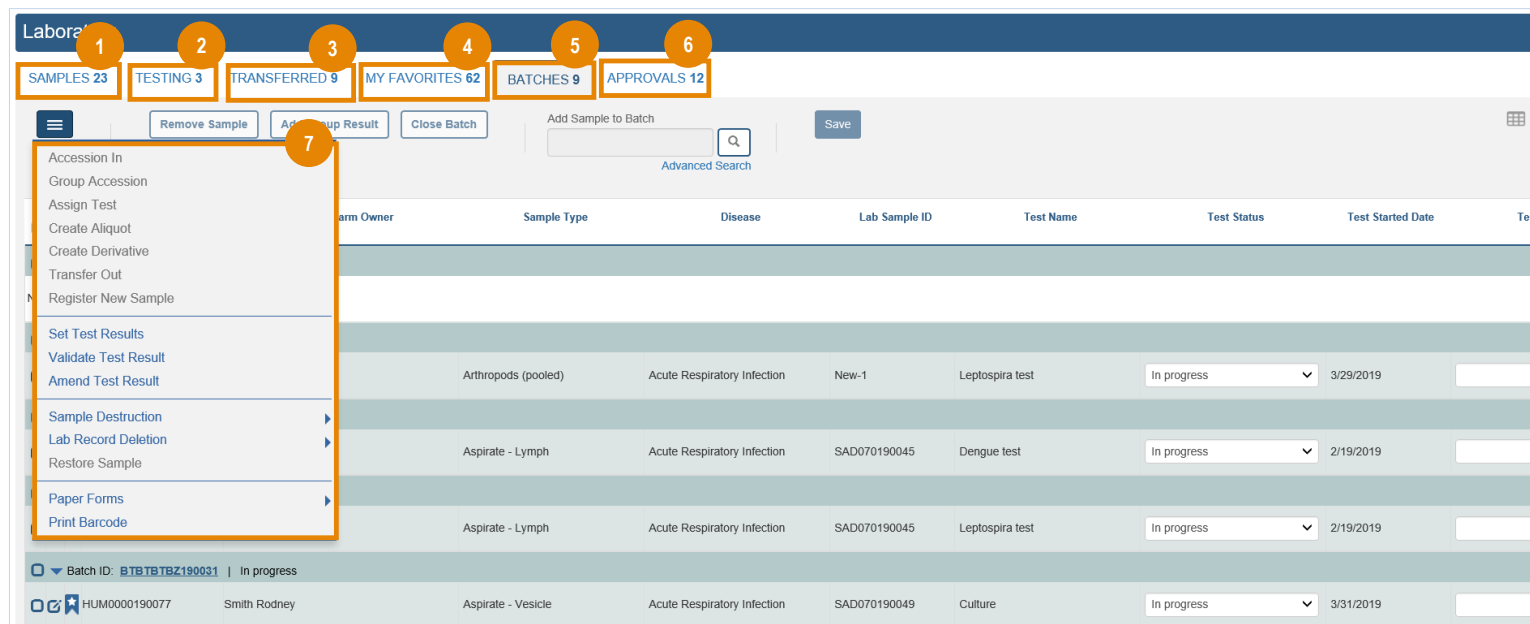 Laborat
1 2 3 4 5 6
SAMPLES 23 TESTING 3 TRANSFERRED 9 MY FAVORITES 62 BATCHES 9 APPROVALS 12
Remove Sample Add Group Result Close Batch Add Sample to Batch Save
7
Advanced Search
Accession In
Group Accession
Assign Test
arm Owner Sample Type Disease Lab Sample ID Test Name Test Status Test Started Date Te
Create Aliquot
Create Derivative
Transfer Out
Register New Sample
Set Test Results
Validate Test Result
Amend Test Result
Arthropods (pooled) Acute Respiratory Infection New-1 Leptospira test In progress 3/29/2019
Sample Destruction
Lab Record Deletion
Aspirate - Lymph Acute Respiratory Infection SAD070190045 Dengue test In progress 2/19/2019
Restore Sample
Paper Forms
Print Barcode
Aspirate - Lymph Acute Respiratory Infection SAD070190045 Leptospira test In progress 2/19/2019
Batch ID: BTBTBTBZ190031 | In progress
HUM0000190077 Smith Rodney Aspirate - Vesicle Acute Respiratory Infection SAD070190049 Culture In progress 3/31/2019